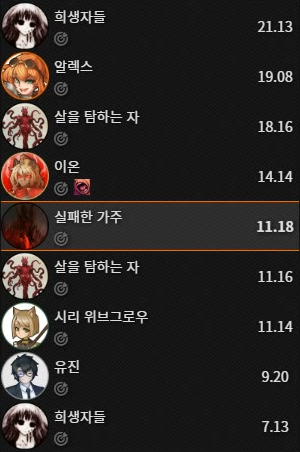 희생자들
21.13
알렉스
19.08
살을 탐하는 자
18.16
이온
14.14
실패한 가주
11.18
살을 탐하는 자
11.16
시리 위브그로우
11.14
유진
9.20
희생자들
7.13